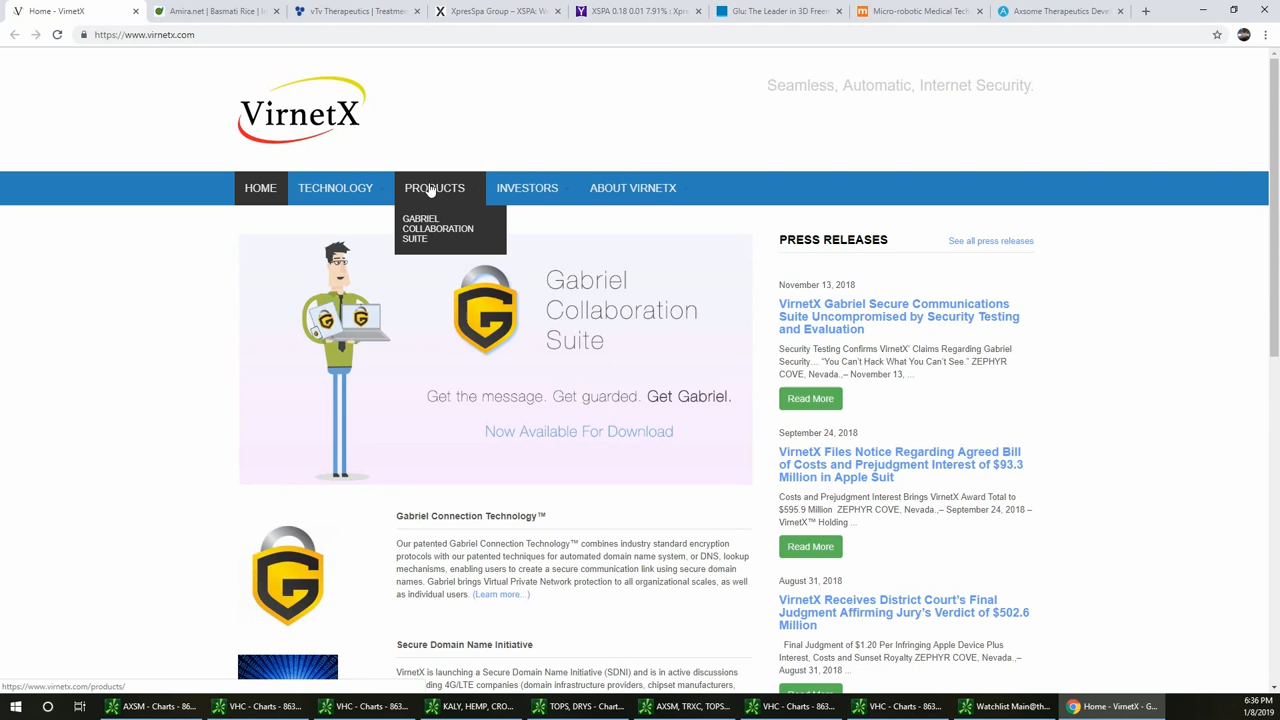 Home - VirnetX
Amira.net | Basmati Rice | In
vTv Therapeutics | Treatmen
XpresSpa Group – XSPA: W
XSPA 0.18 0.01 7.91% : Xpr
Glu: The Leader in 3D Freem
Micro-robotic Medical Tech
Axsome Therapeutics Deve
https://www.virnetx.com
VirnetX
Seamless, Automatic, Internet Security.
HOME
TECHNOLOGY
PRODUCTS
INVESTORS
ABOUT VIRNETX
GABRIEL
COLLABORATION
SUITE
Gabriel
Collaboration
Suite
Get the message. Get guarded. Get Gabriel.
Now Available For Download
Gabriel Connection Technology™
Our patented Gabriel Connection Technology™ combines industry standard encryption
protocols with our patented techniques for automated domain name system, or DNS, lookup
mechanisms, enabling users to create a secure communication link using secure domain
names. Gabriel brings Virtual Private Network protection to all organizational scales, as well
as individual users. (Learn more...)
Secure Domain Name Initiative
VirnetX is launching a Secure Domain Name Initiative (SDNI) and is in active discussions
ding 4G/LTE companies (domain infrastructure providers, chipset manufacturers,
PRESS RELEASES
See all press releases
November 13, 2018
VirnetX Gabriel Secure Communications
Suite Uncompromised by Security Testing
and Evaluation
Security Testing Confirms VirnetX' Claims Regarding Gabriel
Security… "You Can't Hack What You Can't See." ZEPHYR
COVE, Nevada.,– November 13, ...
Read More
September 24, 2018
VirnetX Files Notice Regarding Agreed Bill
of Costs and Prejudgment Interest of $93.3
Million in Apple Suit
Costs and Prejudgment Interest Brings VirnetX Award Total to
$595.9 Million  ZEPHYR COVE, Nevada.,– September 24, 2018 –
VirnetX™ Holding ...
Read More
August 31, 2018
VirnetX Receives District Court's Final
Judgment Affirming Jury's Verdict of $502.6
Million
Final Judgment of $1.20 Per Infringing Apple Device Plus
Interest, Costs and Sunset Royalty ZEPHYR COVE, Nevada.,–
August 31, 2018 ...
Read More
https://www.virnetx.com/products/
AXSM - Charts - 86...
VHC - Charts - 863...
VHC - Charts - 863...
KALY, HEMP, CRO...
TOPS, DRYS - Chart...
AXSM, TRXC, TOPS...
VHC - Charts - 863...
VHC - Charts - 863...
Watchlist Main@th...
Home - VirnetX - G...
6:36 PM
1/8/2019